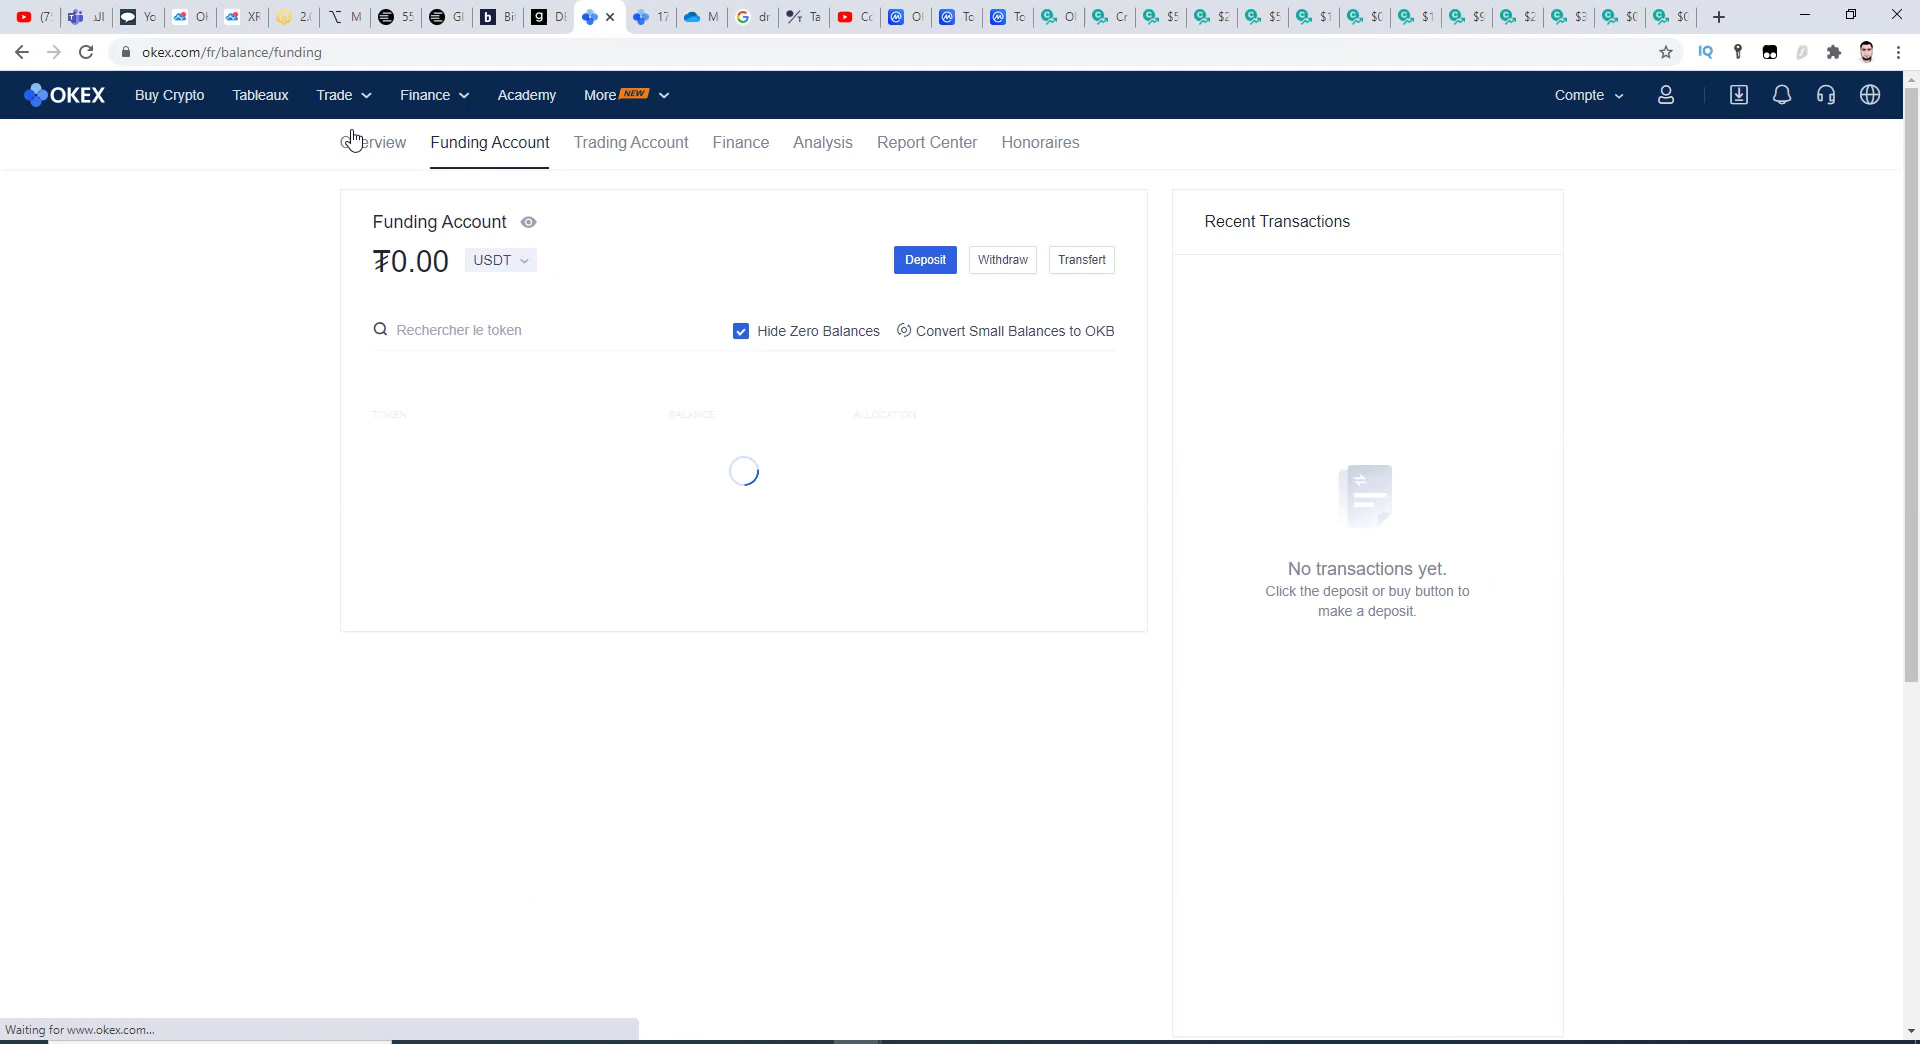 okex.com/fr/balance/funding
OKEX Buy Crypto Tableaux Trade Finance Academy More NEW Compte
Funding Account Trading Account Finance Analysis Report Center Honoraires
Funding Account
₮0.00 USDT Deposit Withdraw Transfert
Rechercher le token Hide Zero Balances Convert Small Balances to OKB
TOKEN BALANCE ALLOCATION
Recent Transactions
No transactions yet.
Click the deposit or buy button to
make a deposit.
Waiting for www.okex.com...